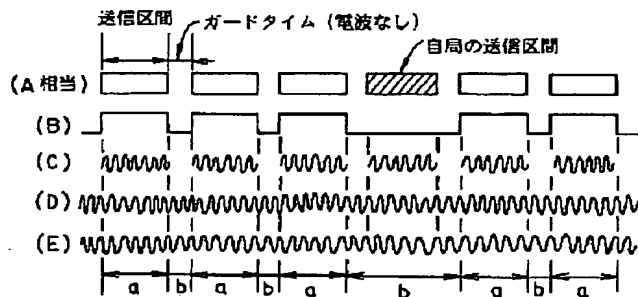 送信区間
ガードタイム（電波なし）
自局の送信区間
(A相当)
(B)
(C)
(D)
(E)
a b a b a b a b a